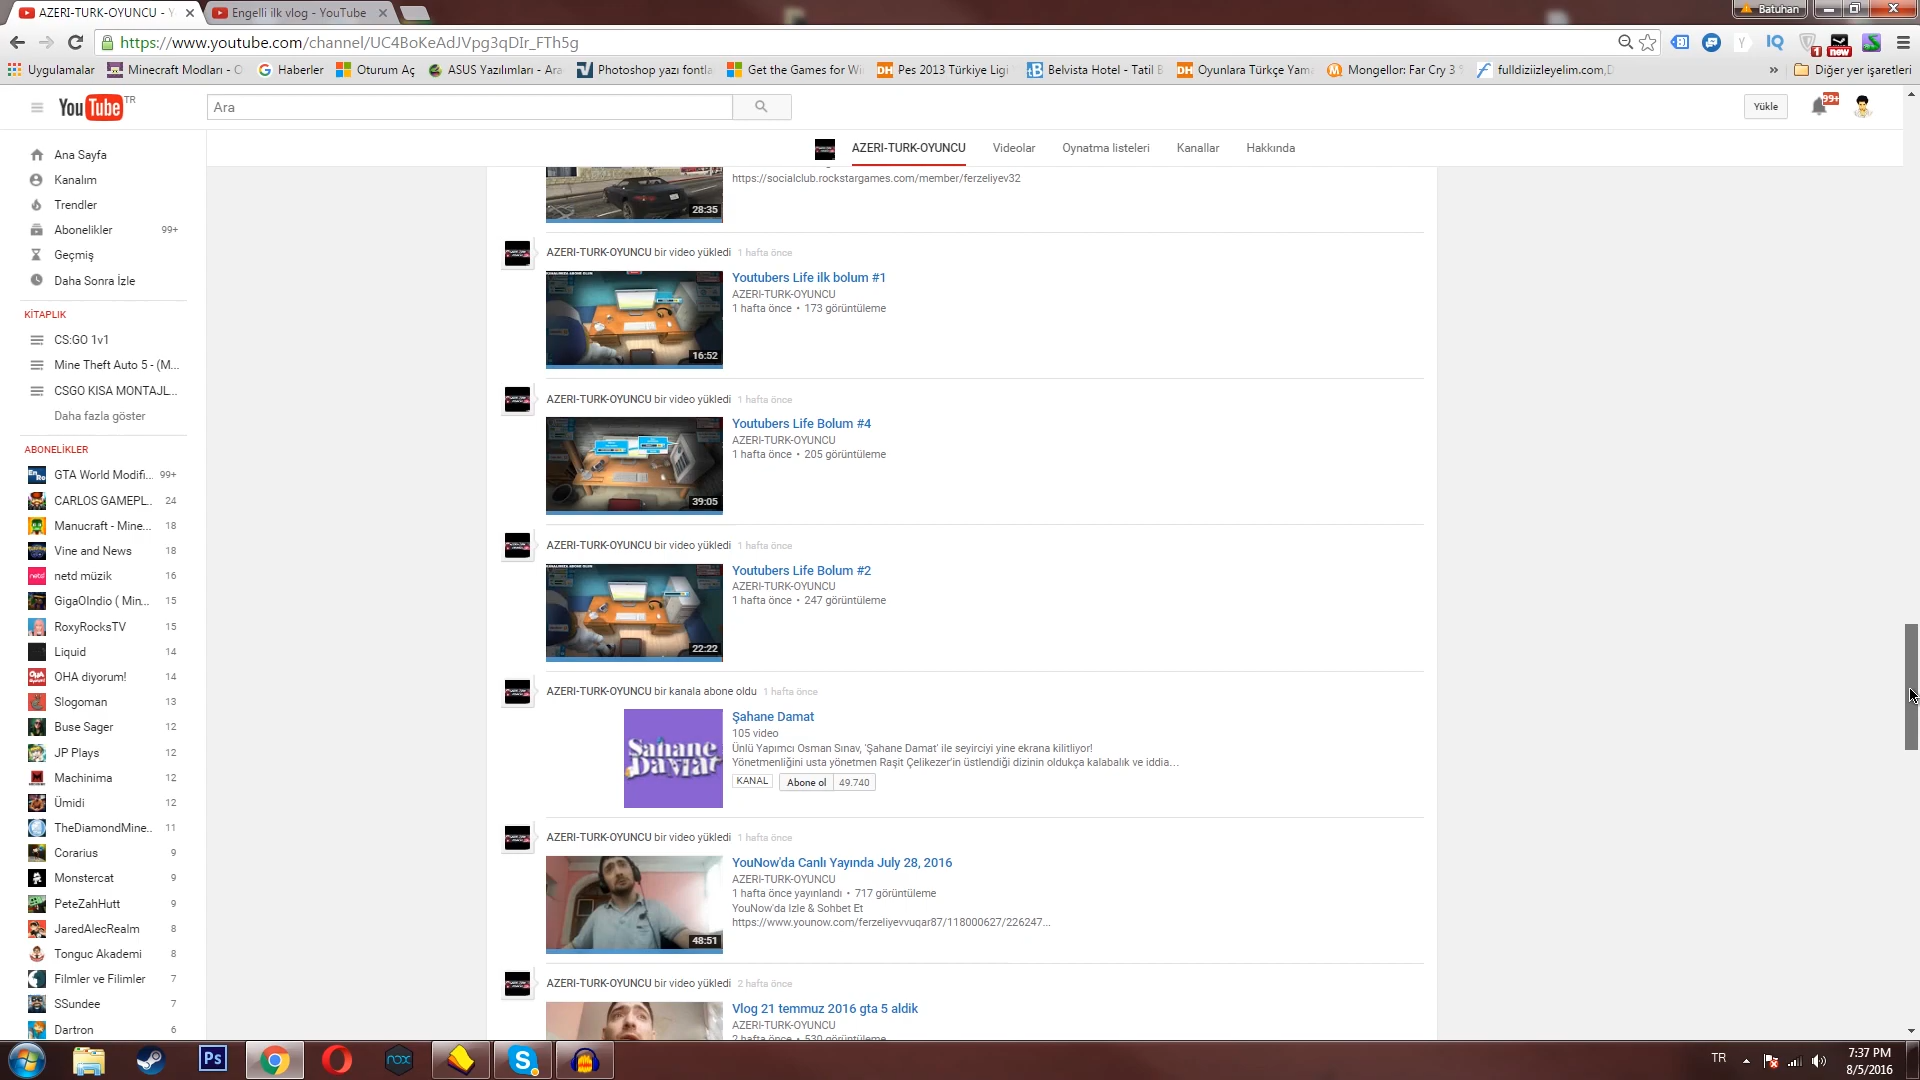 AZERI-TURK-OYUNCU - Y
Engelli ilk vlog - YouTube
Batuhan
https://www.youtube.com/channel/UC4BoKeAdJVpg3qDIr_FTh5g
Uygulamalar
Minecraft Modları - O
Haberler
Oturum Aç
ASUS Yazılımları - Ara
Photoshop yazı fontla
Get the Games for Wi
Pes 2013 Türkiye Ligi
Belvista Hotel - Tatil B
Oyunlara Türkçe Yama
Mongellor: Far Cry 3
fulldiziizleyelim.com,D
Diğer yer işaretleri
You Tube TR
Ara
Yükle
99+
AZERI-TURK-OYUNCU
Videolar
Oynatma listeleri
Kanallar
Hakkında
Ana Sayfa
Kanalım
Trendler
Abonelikler 99+
Geçmiş
Daha Sonra İzle
KİTAPLIK
CS:GO 1v1
Mine Theft Auto 5 - (M...
CSGO KISA MONTAJL...
Daha fazla göster
ABONELİKLER
GTA World Modifi... 99+
CARLOS GAMEPL.. 24
Manucraft - Mine... 18
Vine and News 18
netd müzik 16
GigaOIndio ( Min... 15
RoxyRocksTV 15
Liquid 14
OHA diyorum! 14
Slogoman 13
Buse Sager 12
JP Plays 12
Machinima 12
Ümidi 12
TheDiamondMine.. 11
Corarius 9
Monstercat 9
PeteZahHutt 9
JaredAlecRealm 8
Tonguc Akademi 8
Filmler ve Filimler 7
SSundee 7
Dartron 6
https://socialclub.rockstargames.com/member/ferzeliyev32
28:35
AZERI-TURK-OYUNCU bir video yükledi 1 hafta önce
Youtubers Life ilk bolum #1
AZERI-TURK-OYUNCU
1 hafta önce • 173 görüntüleme
16:52
AZERI-TURK-OYUNCU bir video yükledi 1 hafta önce
Youtubers Life Bolum #4
AZERI-TURK-OYUNCU
1 hafta önce • 205 görüntüleme
39:05
AZERI-TURK-OYUNCU bir video yükledi 1 hafta önce
Youtubers Life Bolum #2
AZERI-TURK-OYUNCU
1 hafta önce • 247 görüntüleme
22:22
AZERI-TURK-OYUNCU bir kanala abone oldu 1 hafta önce
Şahane Damat
Şahane Damat
105 video
Ünlü Yapımcı Osman Sınav, 'Şahane Damat' ile seyirciyi yine ekrana kilitliyor!
Yönetmenliğini usta yönetmen Raşit Çelikezer'in üstlendiği dizinin oldukça kalabalık ve iddia...
KANAL Abone ol 49.740
AZERI-TURK-OYUNCU bir video yükledi 1 hafta önce
YouNow'da Canlı Yayında July 28, 2016
AZERI-TURK-OYUNCU
1 hafta önce yayınlandı • 717 görüntüleme
YouNow'da Izle & Sohbet Et
https://www.younow.com/ferzeliyevvuqar87/118000627/226247...
48:51
AZERI-TURK-OYUNCU bir video yükledi 2 hafta önce
Vlog 21 temmuz 2016 gta 5 aldik
AZERI-TURK-OYUNCU
2 hafta önce • 530 görüntüleme
Ps
nox
TR
7:37 PM
8/5/2016